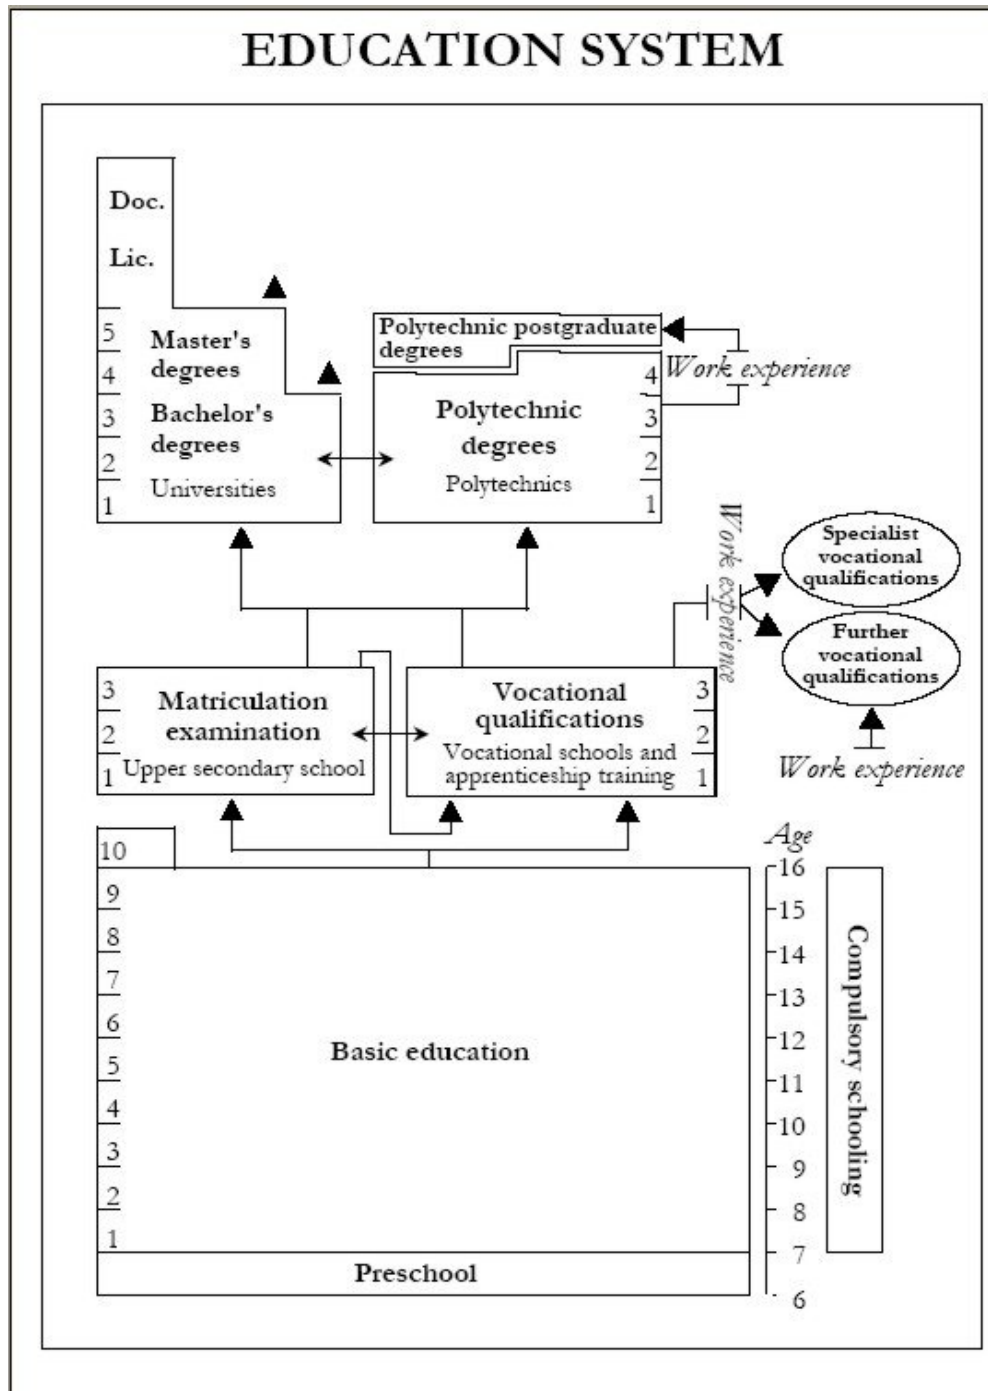 EDUCATION SYSTEM
Doc.
Lic.
5
4
3
2
1
Master's
degrees
Bachelor's
degrees
Universities
Polytechnic postgraduate
degrees
Work experience
Polytechnic
degrees
Polytechnics
4
3
2
1
Work experience
Specialist
vocational
qualifications
Further
vocational
qualifications
Work experience
3
2
1
Matriculation
examination
Upper secondary school
Vocational
qualifications
Vocational schools and
apprenticeship training
3
2
1
10
9
8
7
6
5
4
3
2
1
Basic education
Preschool
Age
16
15
14
13
12
11
10
9
8
7
6
Compulsory schooling